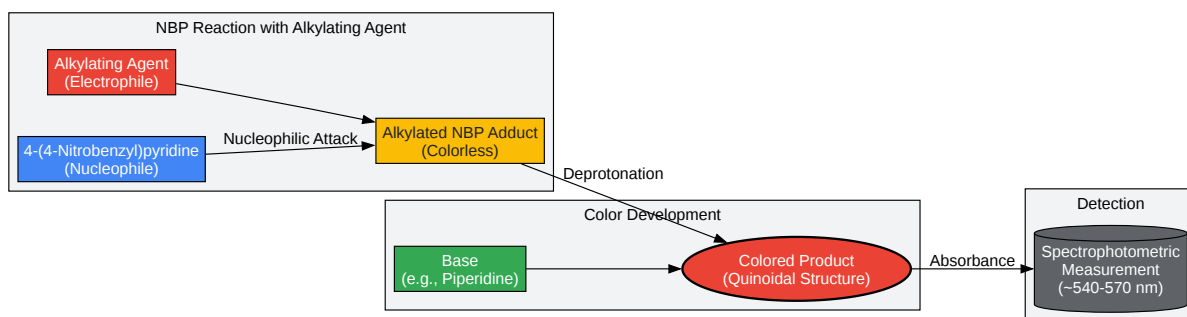 NBP Reaction with Alkylating Agent
Alkylating Agent
(Electrophile)
4-(4-Nitrobenzyl)pyridine
(Nucleophile)
Nucleophilic Attack
Alkylated NBP Adduct
(Colorless)
Deprotonation
Color Development
Base
(e.g., Piperidine)
Colored Product
(Quinoidal Structure)
Absorbance
Detection
Spectrophotometric
Measurement
(~540-570 nm)